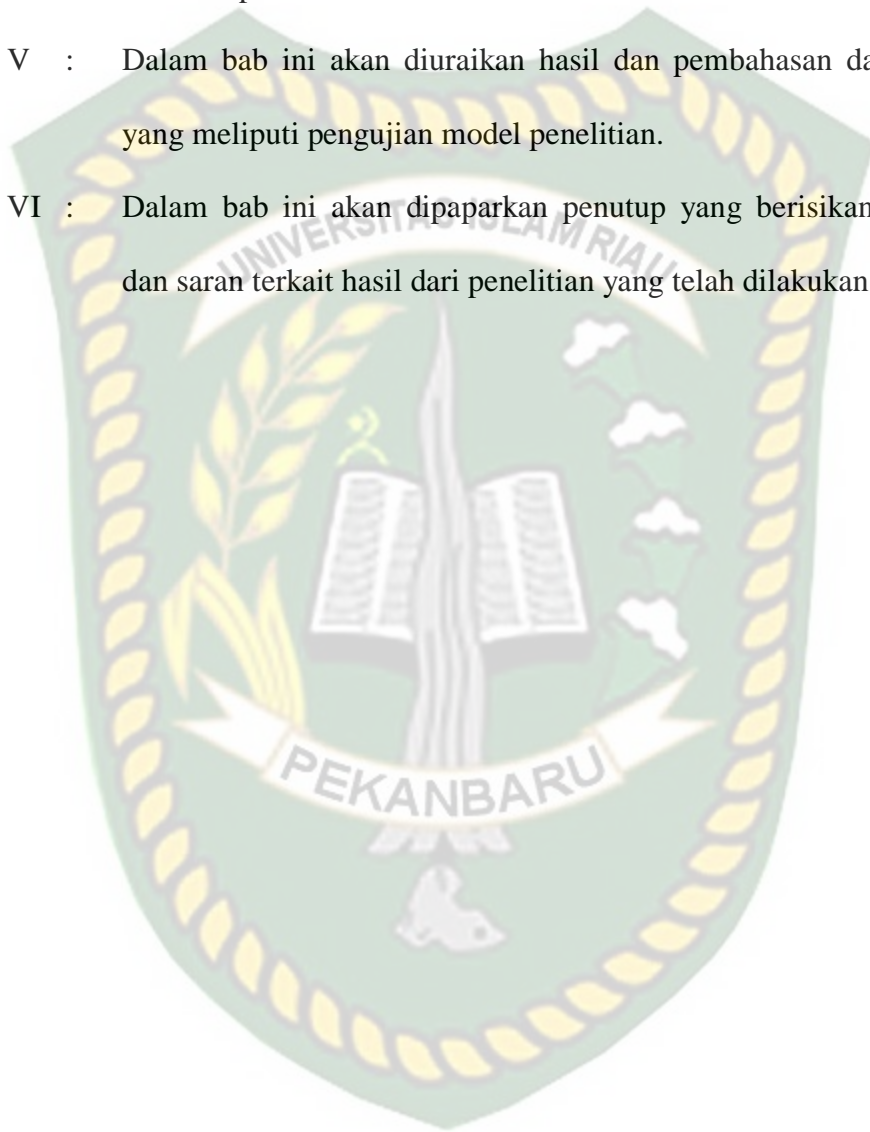 V : Dalam bab ini akan diuraikan hasil dan pembahasan da
yang meliputi pengujian model penelitian.
VI : Dalam bab ini akan dipaparkan penutup yang berisikan
dan saran terkait hasil dari penelitian yang telah dilakukan
UNIVERSITAS ISLAM RIAU
PEKANBARU